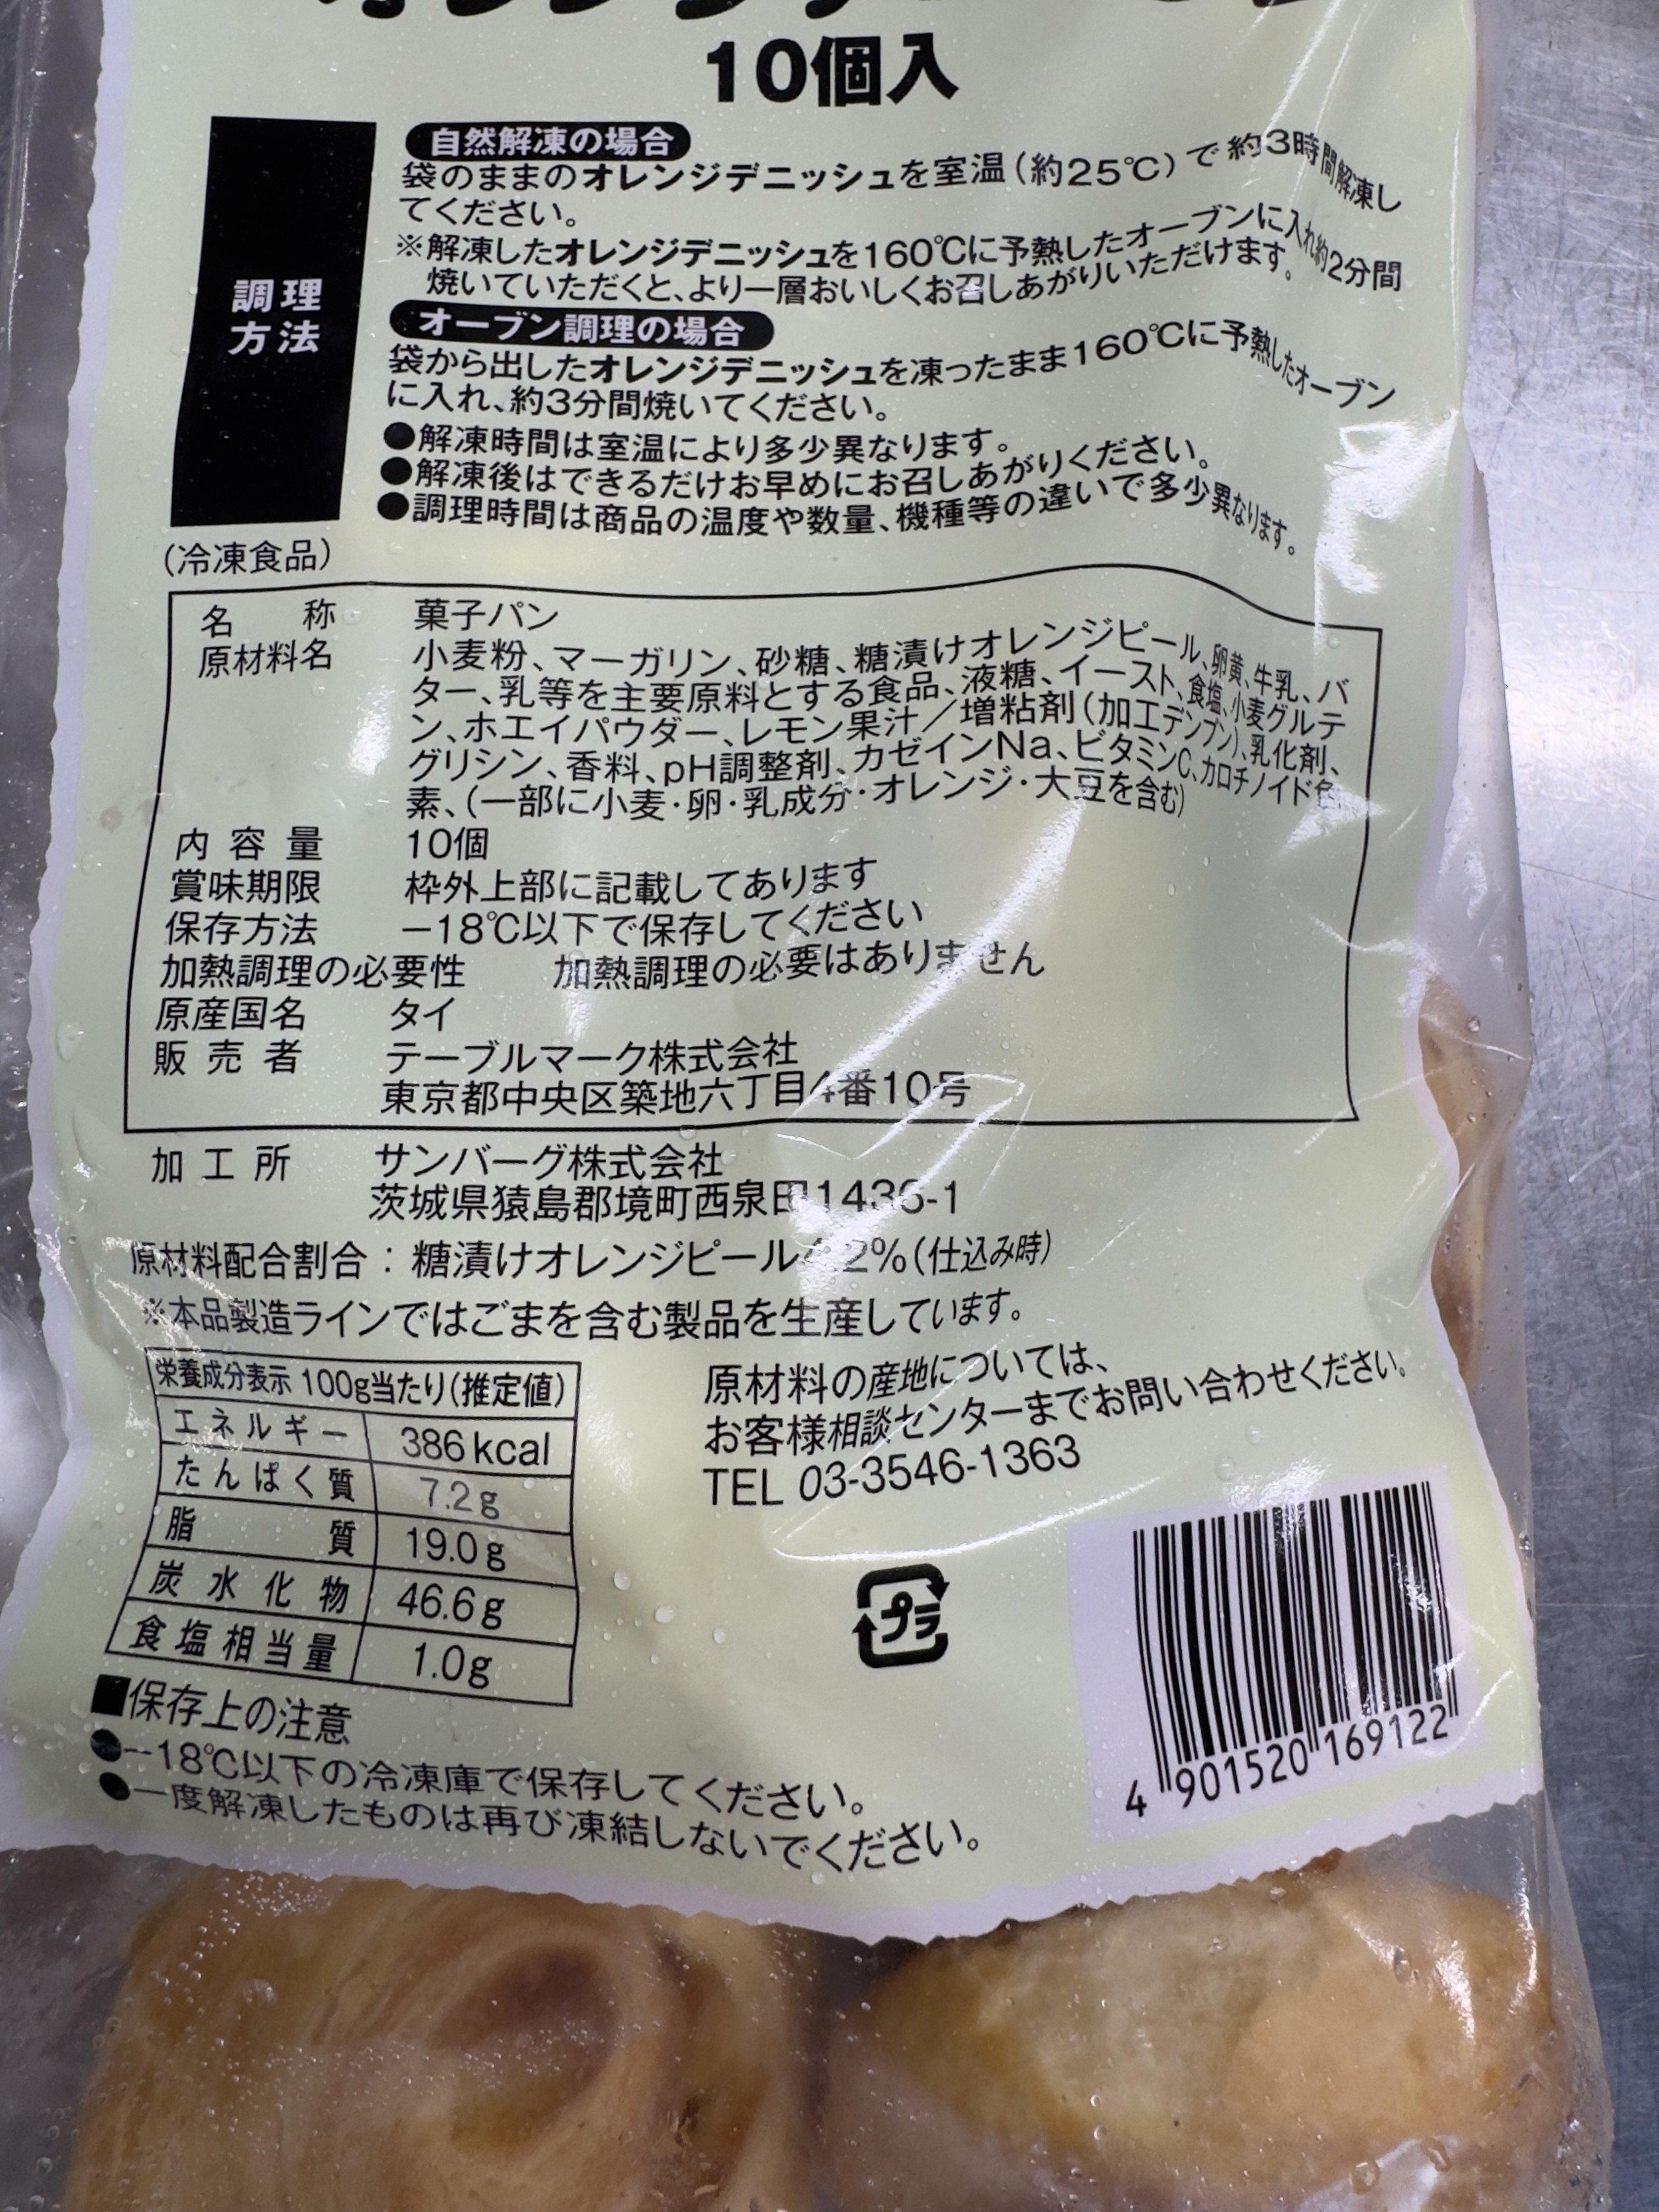 10個入
自然解凍の場合
袋のままのオレンジデニッシュを室温(約25℃)で約3時間解凍し
てください。
※解凍したオレンジデニッシュを160℃に予熱したオーブンに入れ約2分間
焼いていただくと、より一層おいしくお召しあがりいただけます。
調理
方法
オーブン調理の場合
袋から出したオレンジデニッシュを凍ったまま160℃に予熱したオーブン
に入れ、約3分間焼いてください。
●解凍時間は室温により多少異なります。
●解凍後はできるだけお早めにお召しあがりください。
●調理時間は商品の温度や数量、機種等の違いで多少異なります。
(冷凍食品)
名称 菓子パン
原材料名 小麦粉、マーガリン、砂糖、糖漬けオレンジピール、卵黄、牛乳、バ
ター、乳等を主要原料とする食品、液糖、イースト、食塩、小麦グルテ
ン、ホエイパウダー、レモン果汁/増粘剤(加工デンプン)、乳化剤、
グリシン、香料、pH調整剤、カゼインNa、ビタミンC、カロチノイド色
素、(一部に小麦・卵・乳成分・オレンジ・大豆を含む)
内容量 10個
賞味期限 枠外上部に記載してあります
保存方法 −18℃以下で保存してください
加熱調理の必要性 加熱調理の必要はありません
原産国名 タイ
販売者 テーブルマーク株式会社
東京都中央区築地六丁目4番10号
加工所 サンバーグ株式会社
茨城県猿島郡境町西泉田1436-1
原材料配合割合：糖漬けオレンジピール 2%(仕込み時)
※本品製造ラインではごまを含む製品を生産しています。
栄養成分表示 100g当たり(推定値)
エネルギー 386kcal
たんぱく質 7.2g
脂質 19.0g
炭水化物 46.6g
食塩相当量 1.0g
原材料の産地については、
お客様相談センターまでお問い合わせください。
TEL 03-3546-1363
プラ
■保存上の注意
●−18℃以下の冷凍庫で保存してください。
●一度解凍したものは再び凍結しないでください。
4 901520 169122